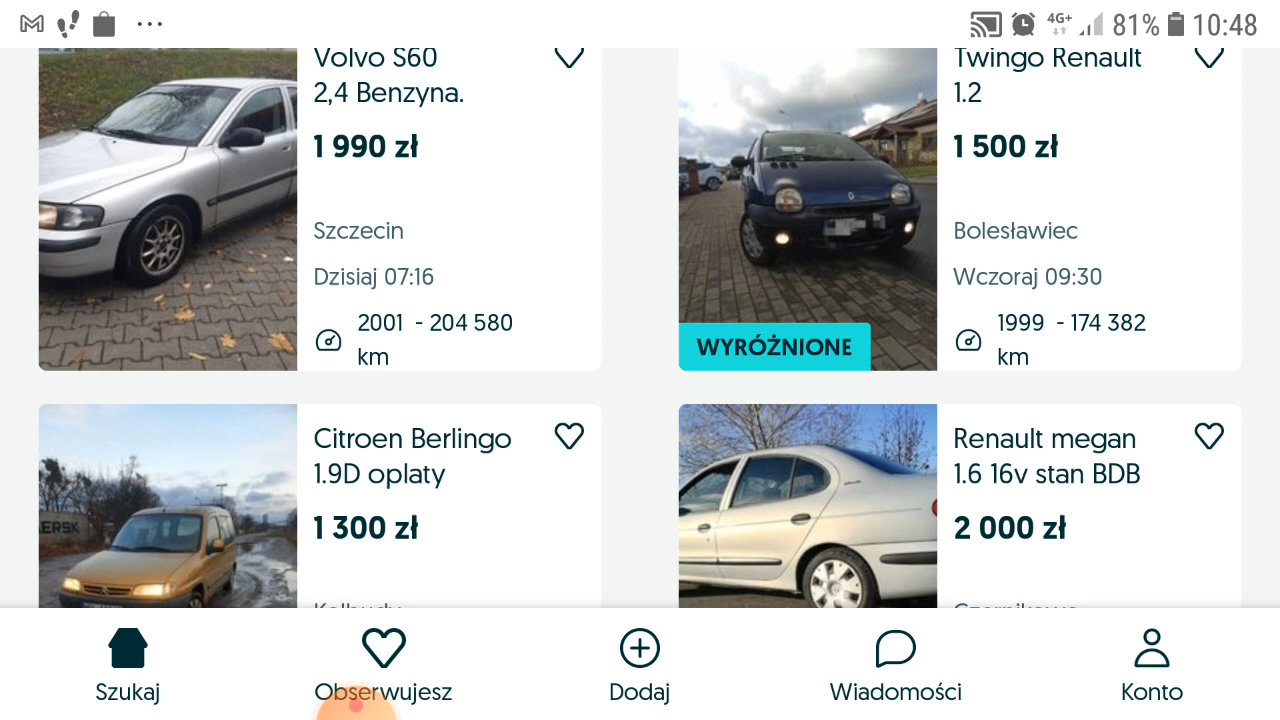 4G+ 81% 10:48
Volvo S60
2,4 Benzyna.
1 990 zł
Szczecin
Dzisiaj 07:16
2001 - 204 580
km
Twingo Renault
1.2
1 500 zł
Bolesławiec
Wczoraj 09:30
1999 - 174 382
km
WYRÓŻNIONE
Citroen Berlingo
1.9D oplaty
1 300 zł
Renault megan
1.6 16v stan BDB
2 000 zł
Szukaj
Obserwujesz
Dodaj
Wiadomości
Konto